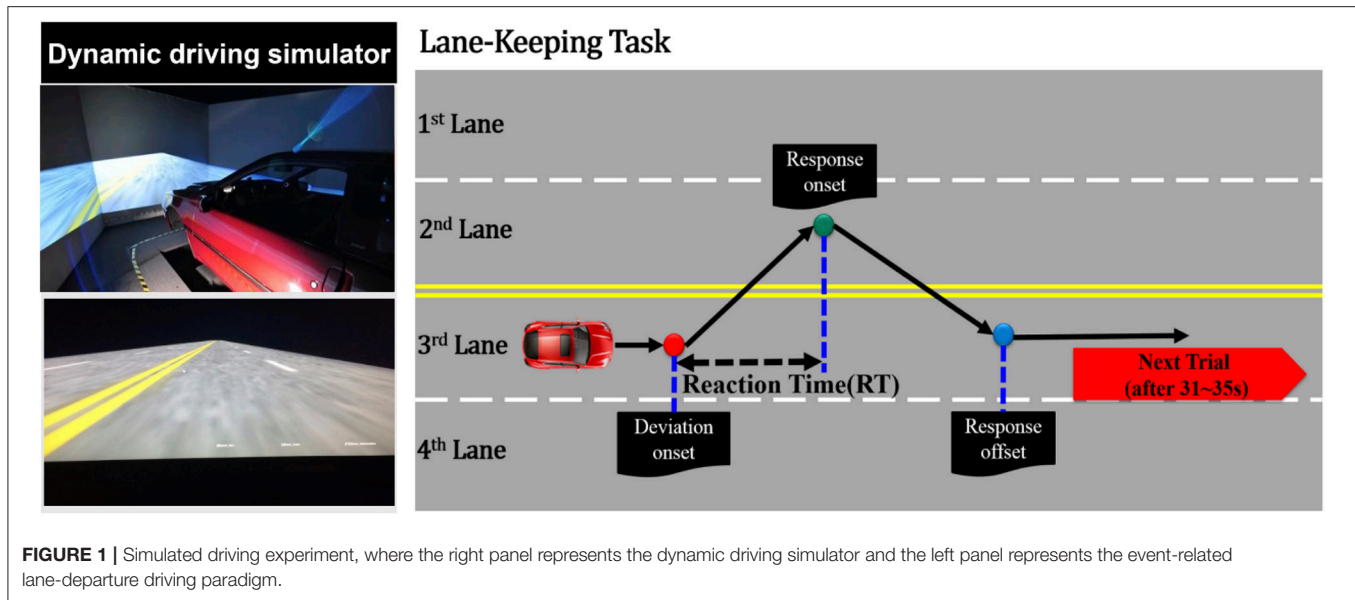 Dynamic driving simulator
Lane-Keeping Task
1st Lane
Response
onset
2nd Lane
3rd Lane
Reaction Time(RT)
Next Trial
(after 31~35s)
Deviation
onset
Response
offset
4th Lane
FIGURE 1 | Simulated driving experiment, where the right panel represents the dynamic driving simulator and the left panel represents the event-related
lane-departure driving paradigm.